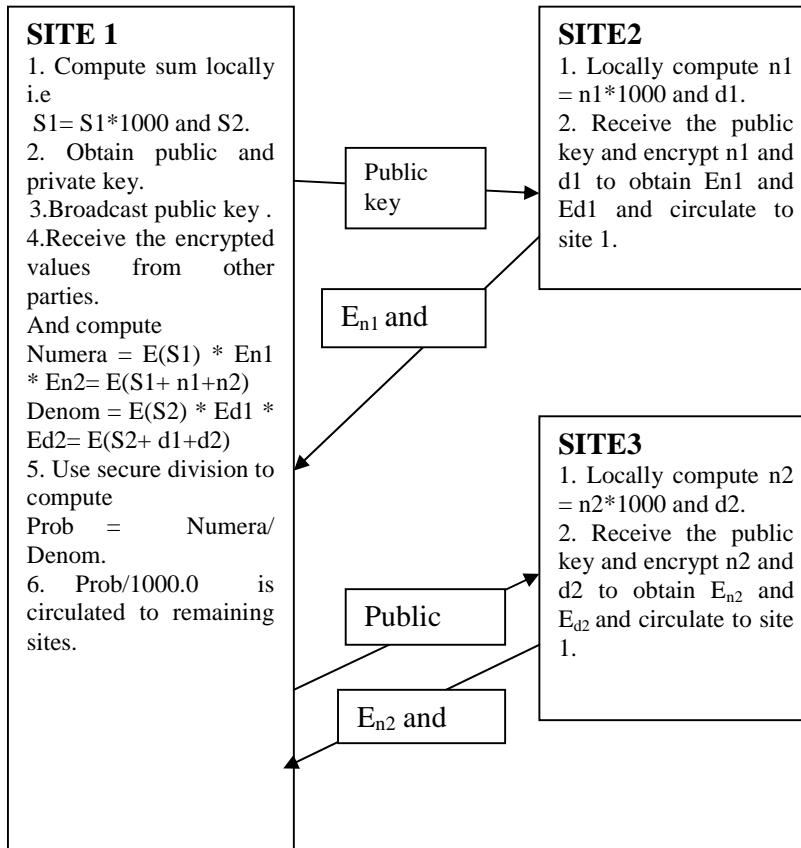 SITE 1
1. Compute sum locally
i.e
S1= S1*1000 and S2.
2. Obtain public and
private key.
3.Broadcast public key .
4.Receive the encrypted
values from other
parties.
And compute
Numera = E(S1) * En1
* En2= E(S1+ n1+n2)
Denom = E(S2) * Ed1 *
Ed2= E(S2+ d1+d2)
5. Use secure division to
compute
Prob = Numera/
Denom.
6. Prob/1000.0 is
circulated to remaining
sites.
Public
key
En1 and
Public
En2 and
SITE2
1. Locally compute n1
= n1*1000 and d1.
2. Receive the public
key and encrypt n1 and
d1 to obtain En1 and
Ed1 and circulate to
site 1.
SITE3
1. Locally compute n2
= n2*1000 and d2.
2. Receive the public
key and encrypt n2 and
d2 to obtain En2 and
Ed2 and circulate to site
1.